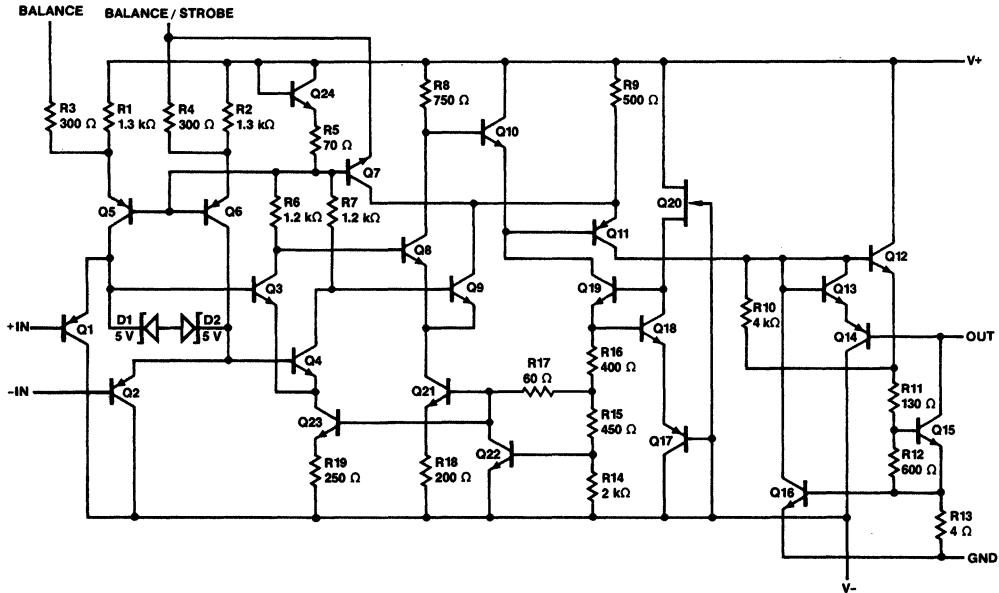 BALANCE
BALANCE/STROBE
V+
R3
300 Ω
R1
1.3 kΩ
R4
300 Ω
R2
1.3 kΩ
Q24
R5
70 Ω
R8
750 Ω
Q10
R9
500 Ω
Q7
Q5
Q6
R6
1.2 kΩ
R7
1.2 kΩ
Q20
Q11
Q8
Q12
Q3
Q9
Q19
Q13
+IN
Q1
D1
5 V
D2
5 V
Q18
R10
4 kΩ
Q14
OUT
Q4
R17
60 Ω
R16
400 Ω
-IN
Q2
Q21
R11
130 Ω
Q23
R15
450 Ω
Q17
Q15
Q22
R12
600 Ω
R19
250 Ω
R18
200 Ω
R14
2 kΩ
Q16
R13
4 Ω
GND
V-